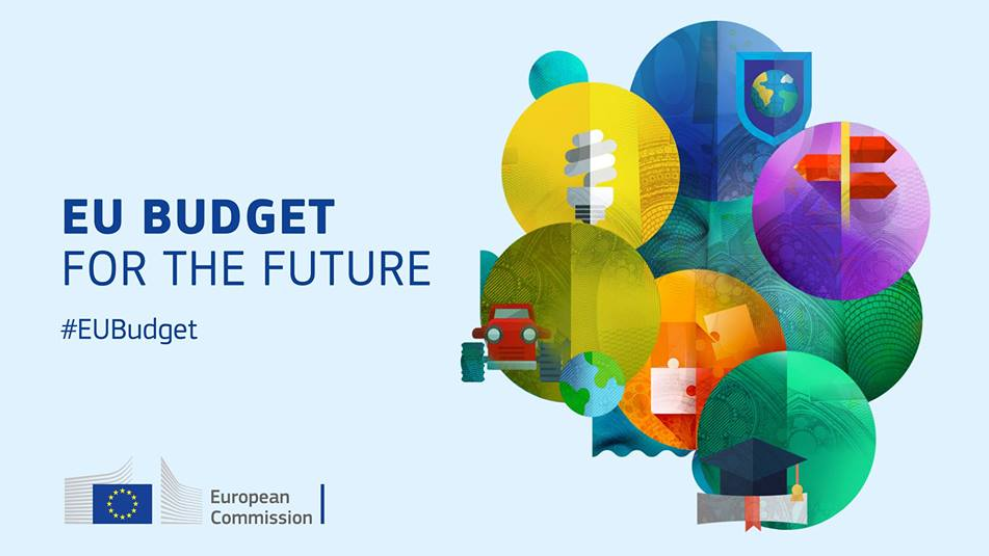 EU BUDGET
FOR THE FUTURE
#EUBudget
European
Commission